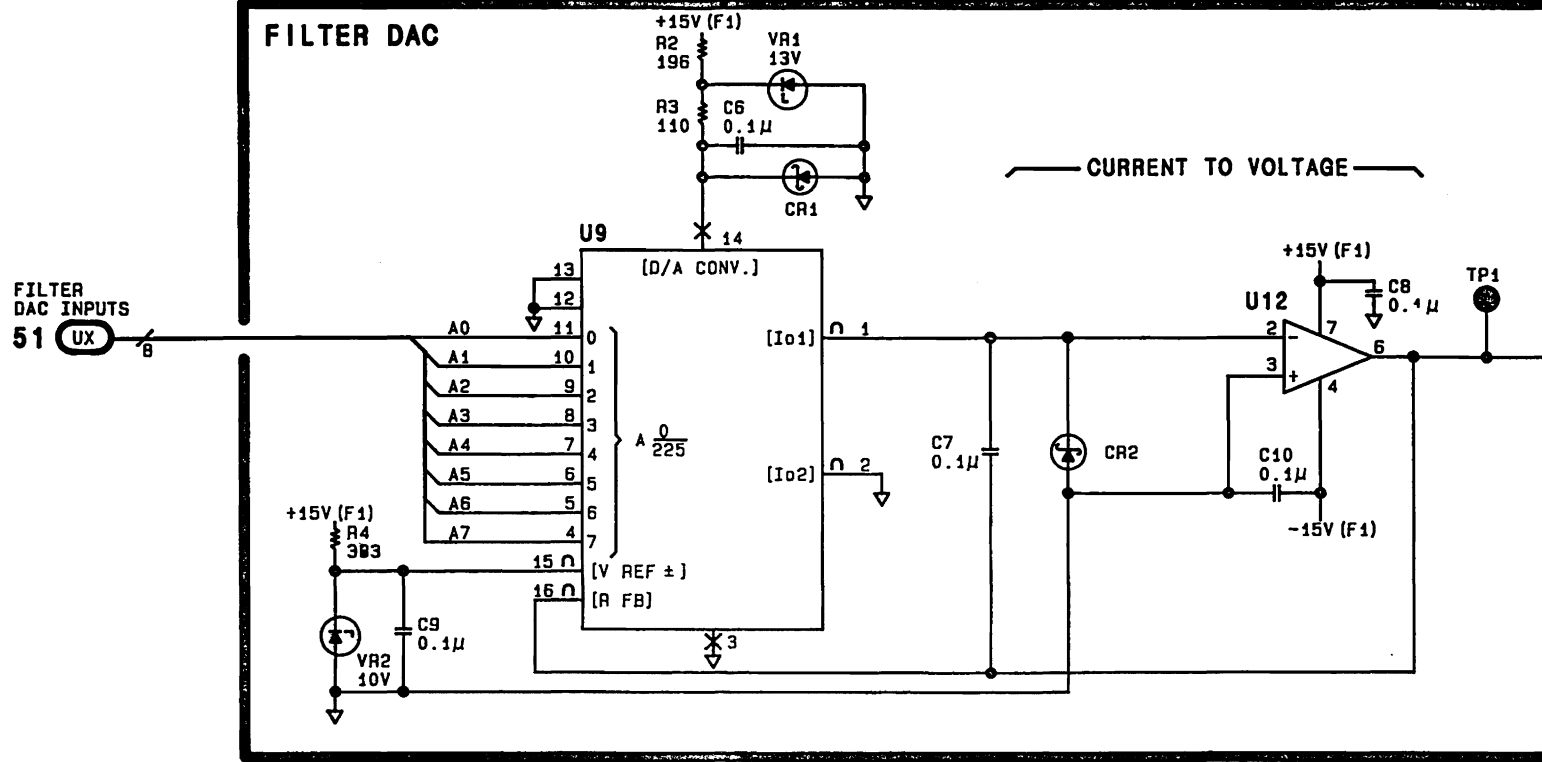 FILTER DAC
+15V (F1)
R2
196
VR1
13V
R3
110
C6
0.1µ
CR1
CURRENT TO VOLTAGE
U9
14
[D/A CONV.]
13
12
FILTER
DAC INPUTS
51 UX
8
A0 11 0
A1 10 1
A2 9 2
A3 8 3
A4 7 4
A5 6 5
A6 5 6
A7 4 7
A 0/225
[Io1] 1
[Io2] 2
15 [V REF ±]
16 [R FB]
3
+15V (F1)
R4
383
C9
0.1µ
VR2
10V
C7
0.1µ
CR2
C10
0.1µ
+15V (F1)
C8
0.1µ
U12
2 -
3 +
7
6
4
-15V (F1)
TP1